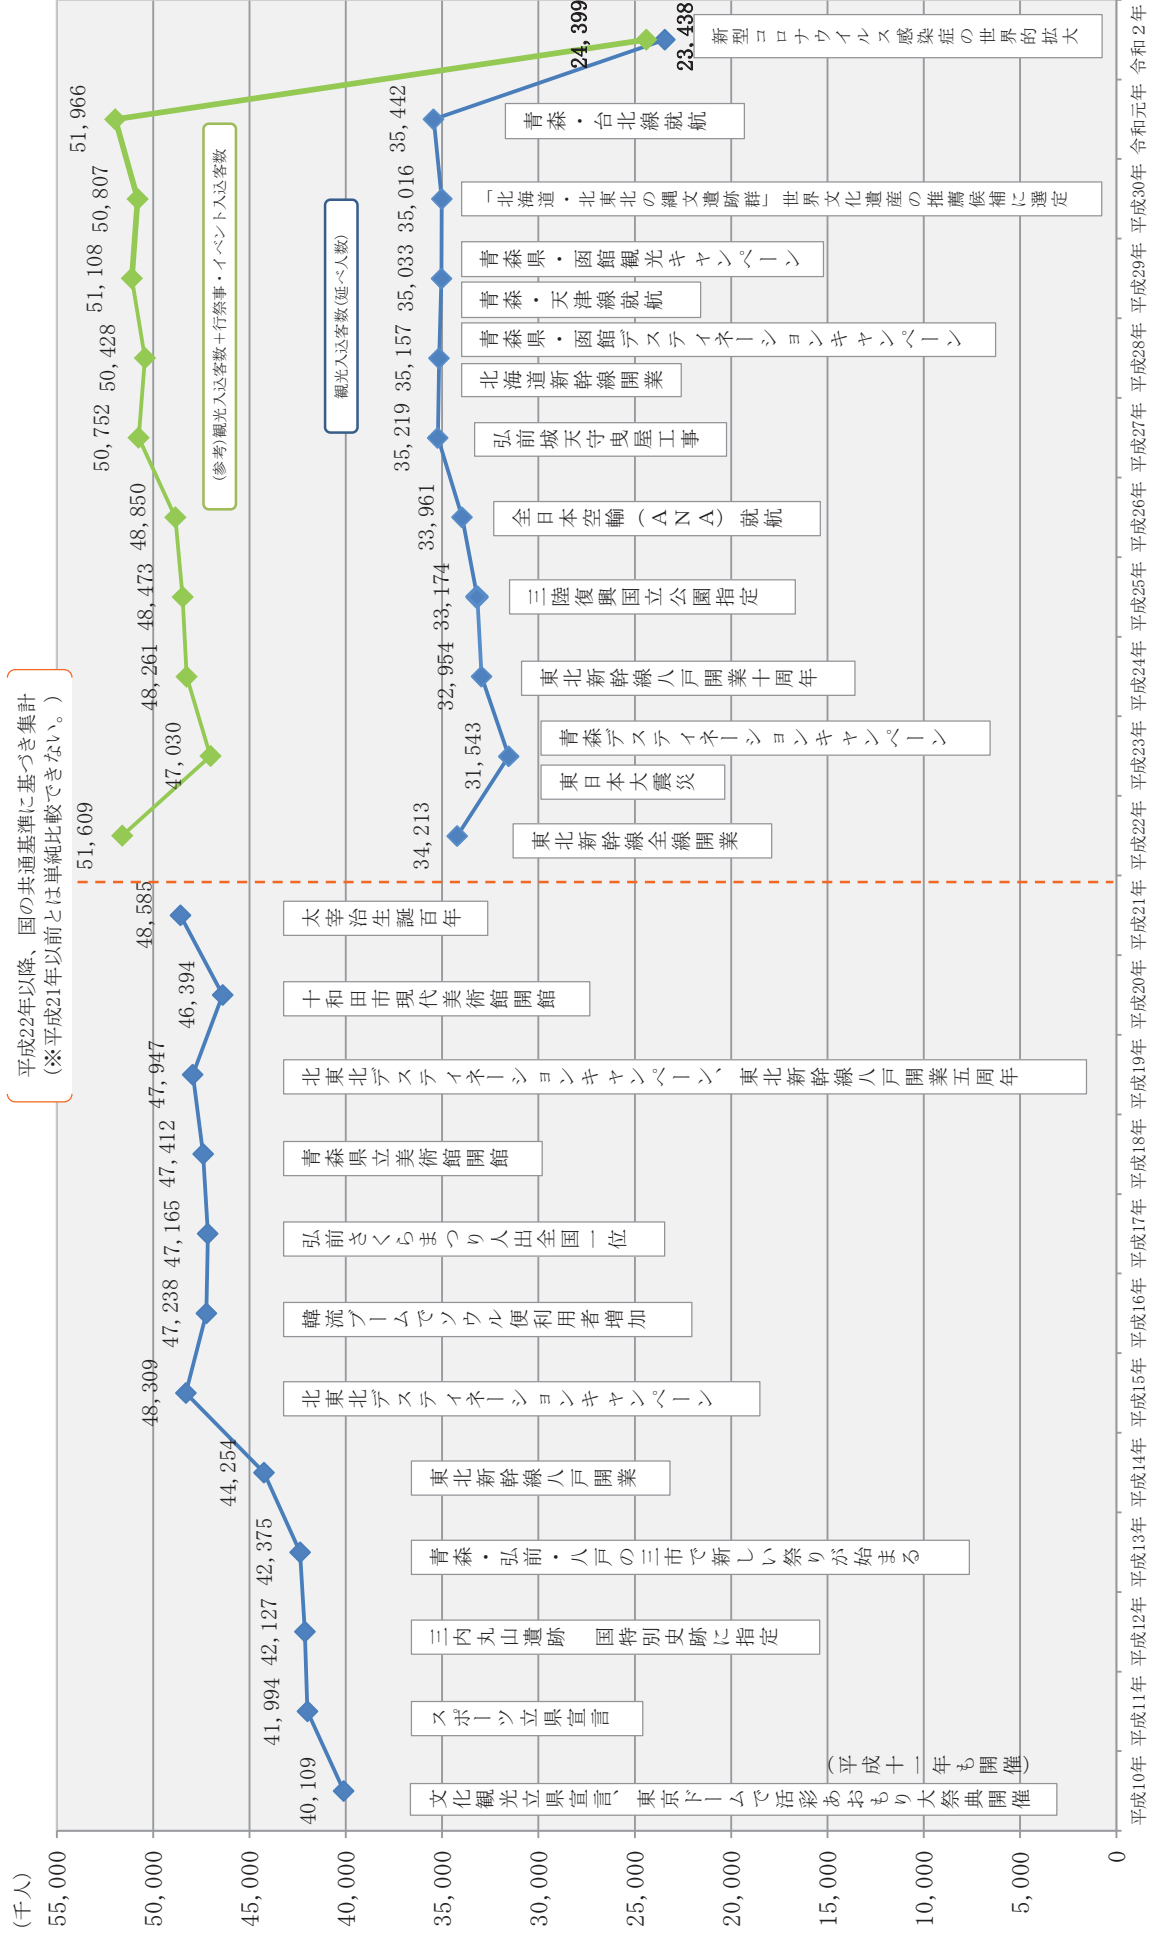 平成22年以降、国の共通基準に基づき集計
(※平成21年以前とは単純比較できない。)
(千人)
55,000
50,000
45,000
40,000
35,000
30,000
25,000
20,000
15,000
10,000
5,000
0
40,109
41,994
42,127
42,375
44,254
48,309
47,238
47,165
47,412
47,947
46,394
48,585
51,609
47,030
48,261
48,473
48,850
50,752
50,428
51,108
50,807
51,966
24,399
34,213
31,543
32,954
33,174
33,961
35,219
35,157
35,033
35,016
35,442
23,438
(参考)観光入込客数＋行祭事・イベント入込客数
観光入込客数(延べ人数)
文化観光立県宣言、東京ドームで活彩あおもり大祭典開催
(平成十一年も開催)
スポーツ立県宣言
三内丸山遺跡　国特別史跡に指定
青森・弘前・八戸の三市で新しい祭りが始まる
東北新幹線八戸開業
北東北デスティネーションキャンペーン
韓流ブームでソウル便利用者増加
弘前さくらまつり人出全国一位
青森県立美術館開館
北東北デスティネーションキャンペーン、東北新幹線八戸開業五周年
十和田市現代美術館開館
太宰治生誕百年
東北新幹線全線開業
東日本大震災
青森デスティネーションキャンペーン
東北新幹線八戸開業十周年
三陸復興国立公園指定
全日本空輸(ANA)就航
弘前城天守曳屋工事
北海道新幹線開業
青森県・函館デスティネーションキャンペーン
青森・天津線就航
青森県・函館観光キャンペーン
「北海道・北東北の縄文遺跡群」世界文化遺産の推薦候補に選定
青森・台北線就航
新型コロナウイルス感染症の世界的拡大
平成10年
平成11年
平成12年
平成13年
平成14年
平成15年
平成16年
平成17年
平成18年
平成19年
平成20年
平成21年
平成22年
平成23年
平成24年
平成25年
平成26年
平成27年
平成28年
平成29年
平成30年
令和元年
令和2年